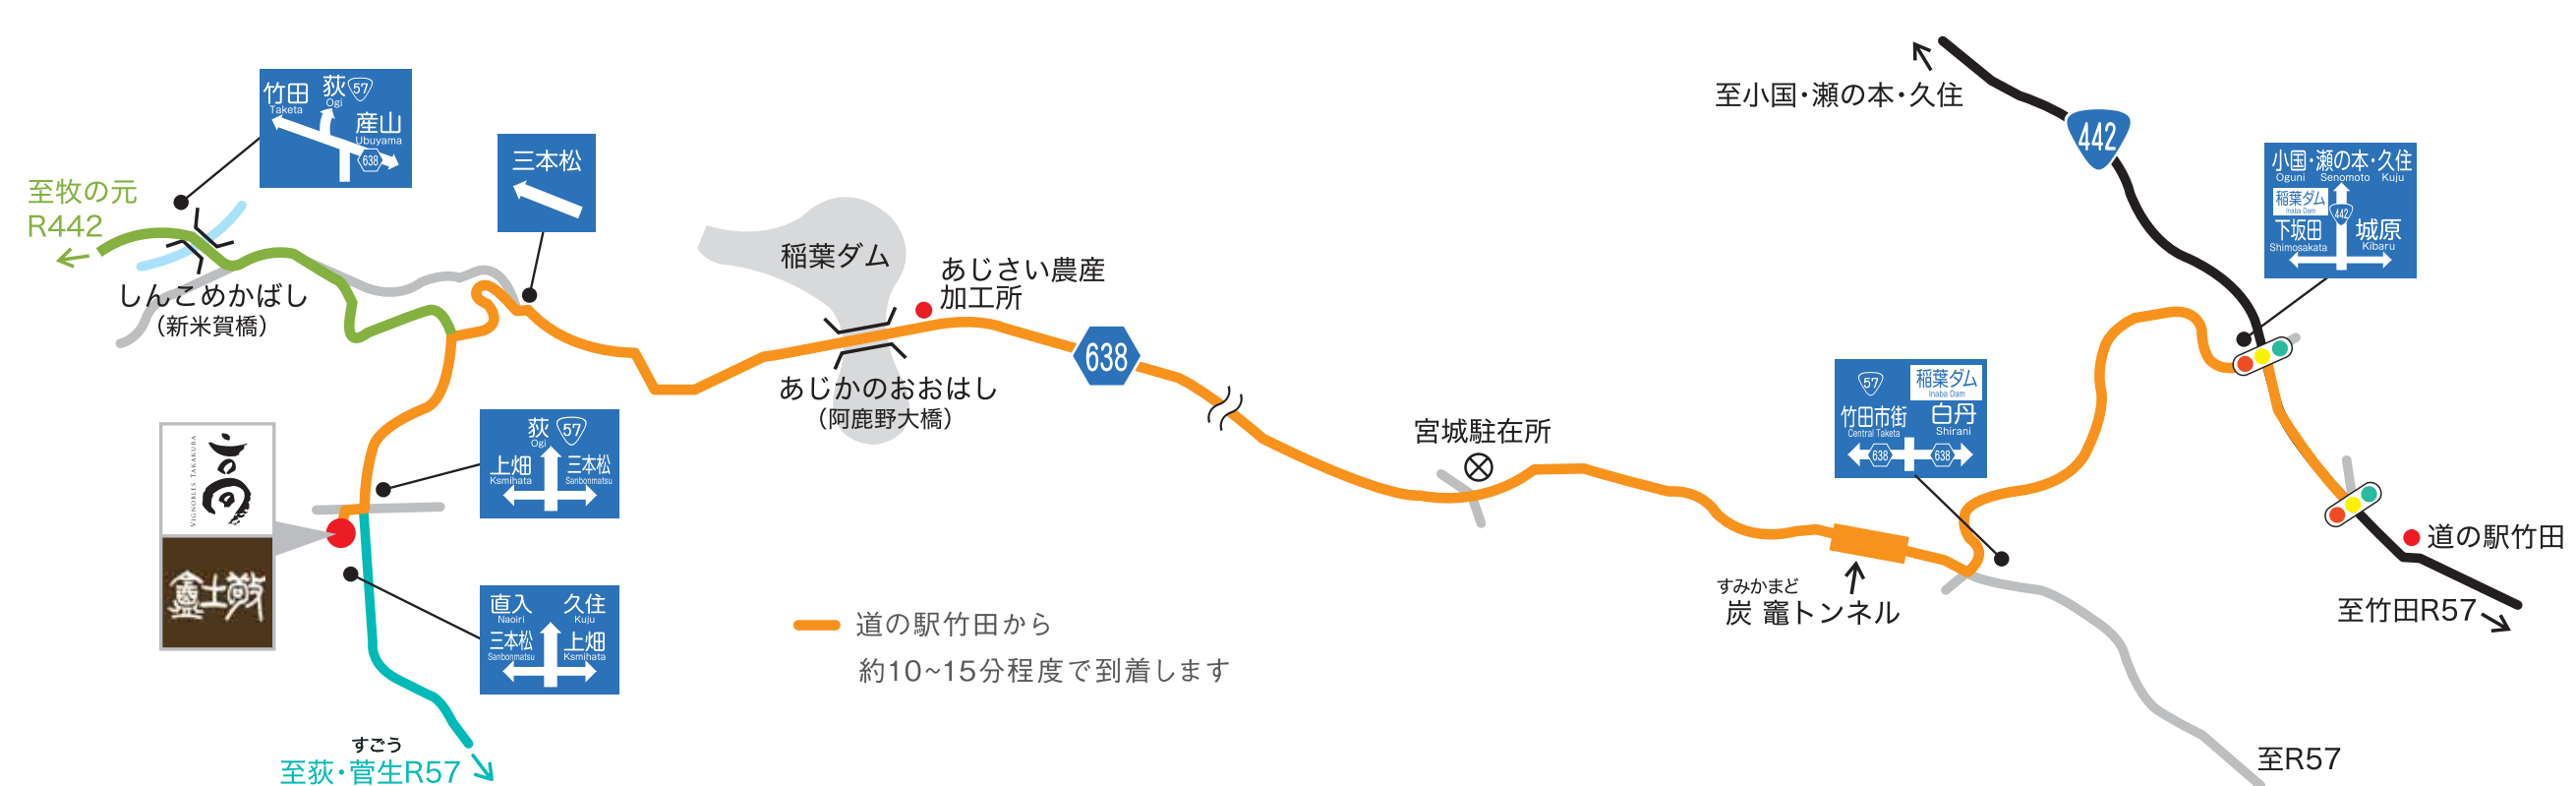 至牧の元
R442
竹田
Taketa
荻
57
Ogi
産山
Ubuyama
638
しんこめかばし
（新米賀橋）
三本松
稲葉ダム
あじさい農産
加工所
あじかのおおはし
（阿鹿野大橋）
638
VIGNOBLES TAKAKURA
荻
57
Ogi
上畑
Ksmihata
三本松
Sanbonmatsu
直入
Naoiri
久住
Kuju
三本松
Sanbonmatsu
上畑
Ksmihata
すごう
至荻・菅生R57
道の駅竹田から
約10~15分程度で到着します
宮城駐在所
すみかまど
炭 竈トンネル
57
稲葉ダム
Inaba Dam
竹田市街
Central Taketa
白丹
Shirani
638
638
至小国・瀬の本・久住
442
小国・瀬の本・久住
Oguni Senomoto Kuju
稲葉ダム
Inaba Dam
442
下坂田
Shimosakata
城原
Kibaru
道の駅竹田
至竹田R57
至R57